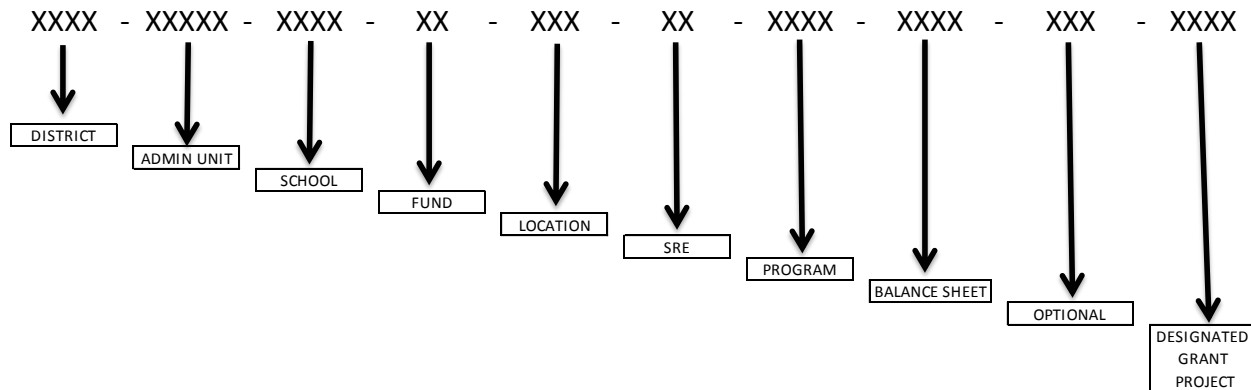 XXXX - XXXXX - XXXX - XX - XXX - XX - XXXX - XXXX - XXX - XXXX
DISTRICT
ADMIN UNIT
SCHOOL
FUND
LOCATION
SRE
PROGRAM
BALANCE SHEET
OPTIONAL
DESIGNATED
GRANT
PROJECT